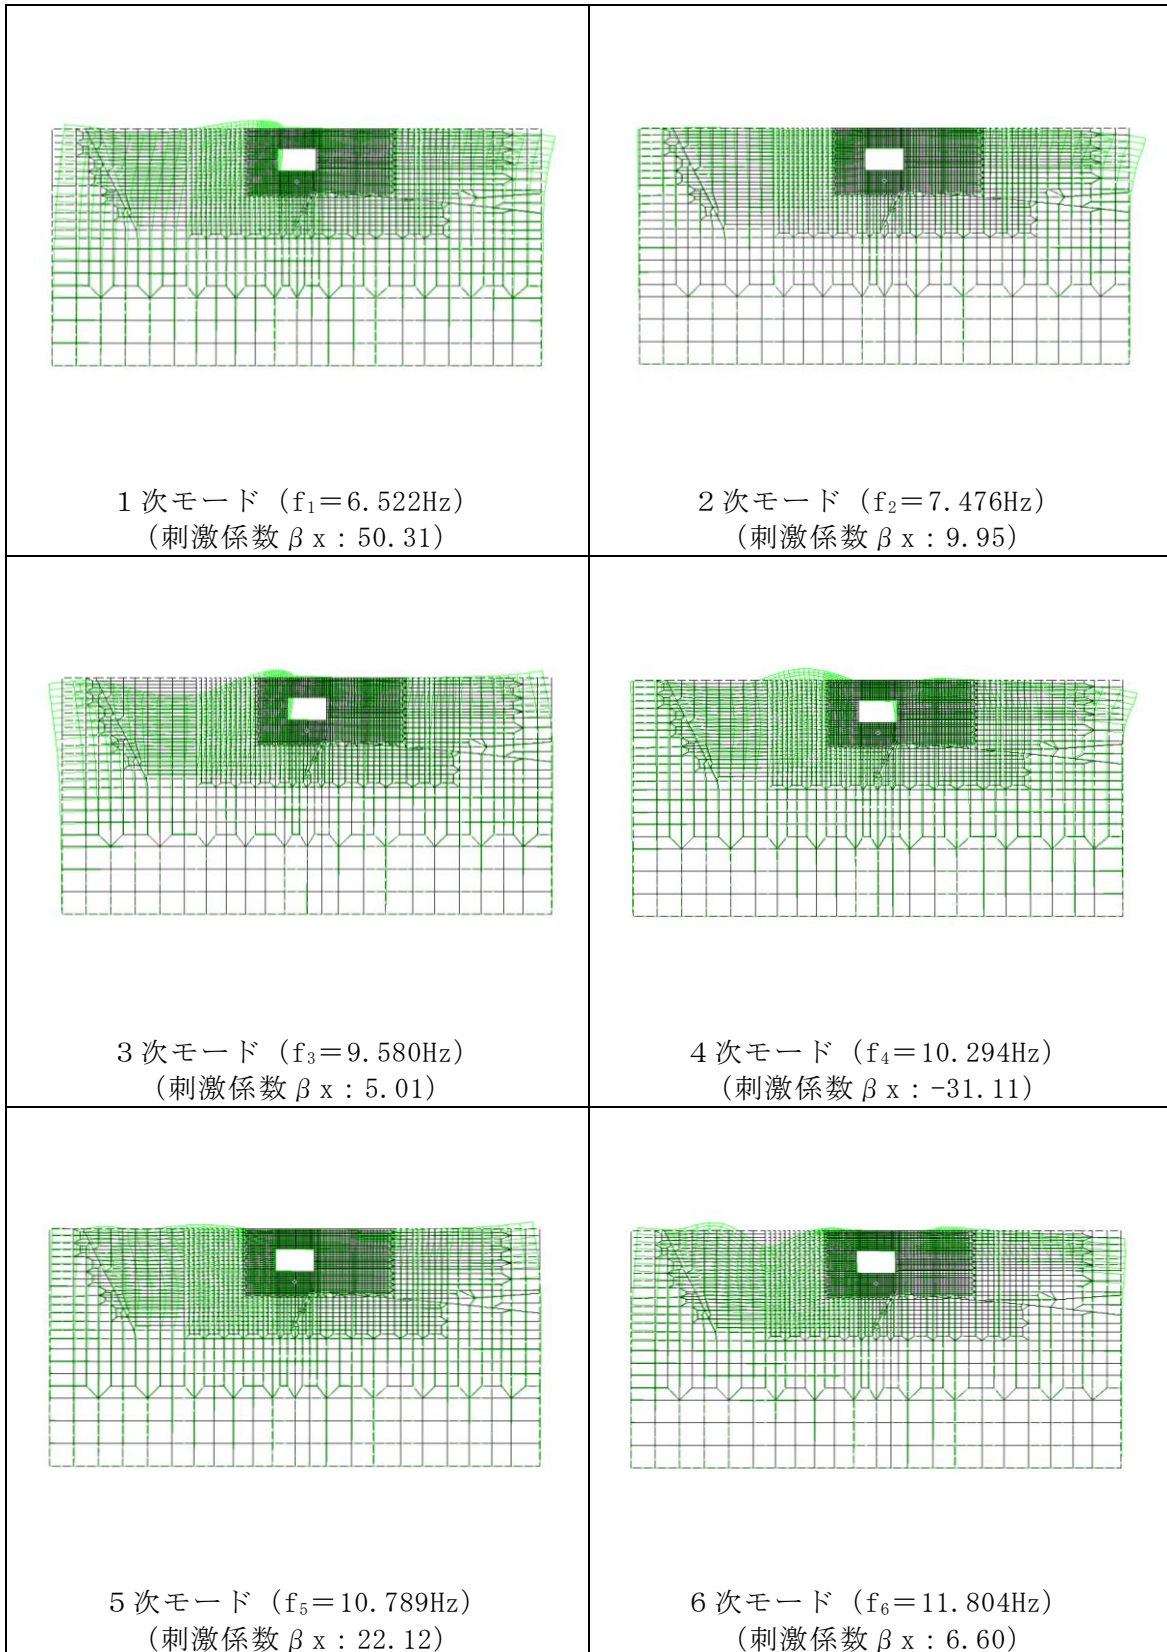 1次モード（f₁＝6.522Hz）
（刺激係数βx：50.31）
2次モード（f₂＝7.476Hz）
（刺激係数βx：9.95）
3次モード（f₃＝9.580Hz）
（刺激係数βx：5.01）
4次モード（f₄＝10.294Hz）
（刺激係数βx：-31.11）
5次モード（f₅＝10.789Hz）
（刺激係数βx：22.12）
6次モード（f₆＝11.804Hz）
（刺激係数βx：6.60）